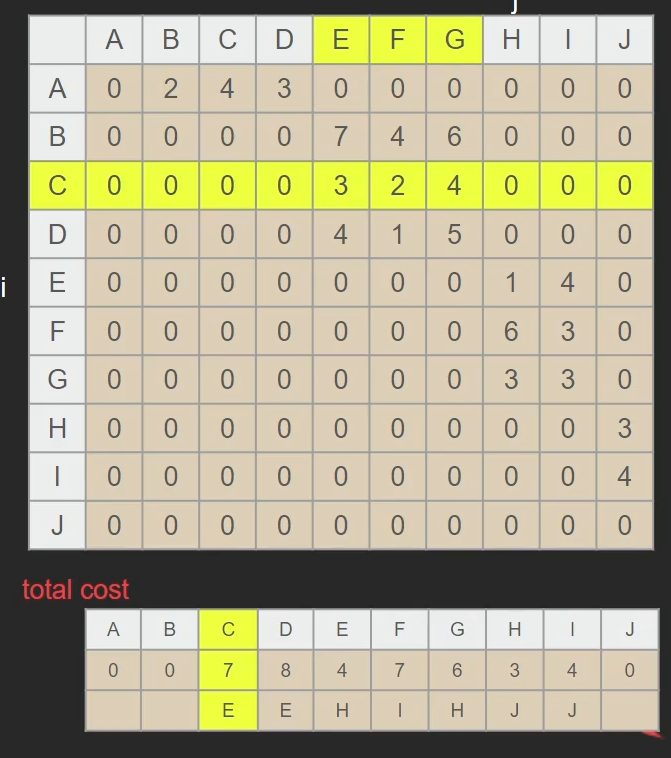 j
A B C D E F G H I J
A 0 2 4 3 0 0 0 0 0 0
B 0 0 0 0 7 4 6 0 0 0
C 0 0 0 0 3 2 4 0 0 0
D 0 0 0 0 4 1 5 0 0 0
i
E 0 0 0 0 0 0 0 1 4 0
F 0 0 0 0 0 0 0 6 3 0
G 0 0 0 0 0 0 0 3 3 0
H 0 0 0 0 0 0 0 0 0 3
I 0 0 0 0 0 0 0 0 0 4
J 0 0 0 0 0 0 0 0 0 0
total cost
A B C D E F G H I J
0 0 7 8 4 7 6 3 4 0
E E H I H J J